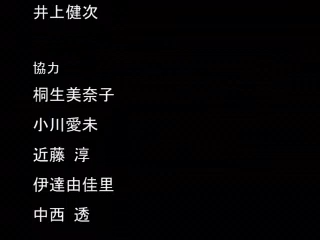 井上健次
協力
桐生美奈子
小川愛未
近藤 淳
伊達由佳里
中西 透